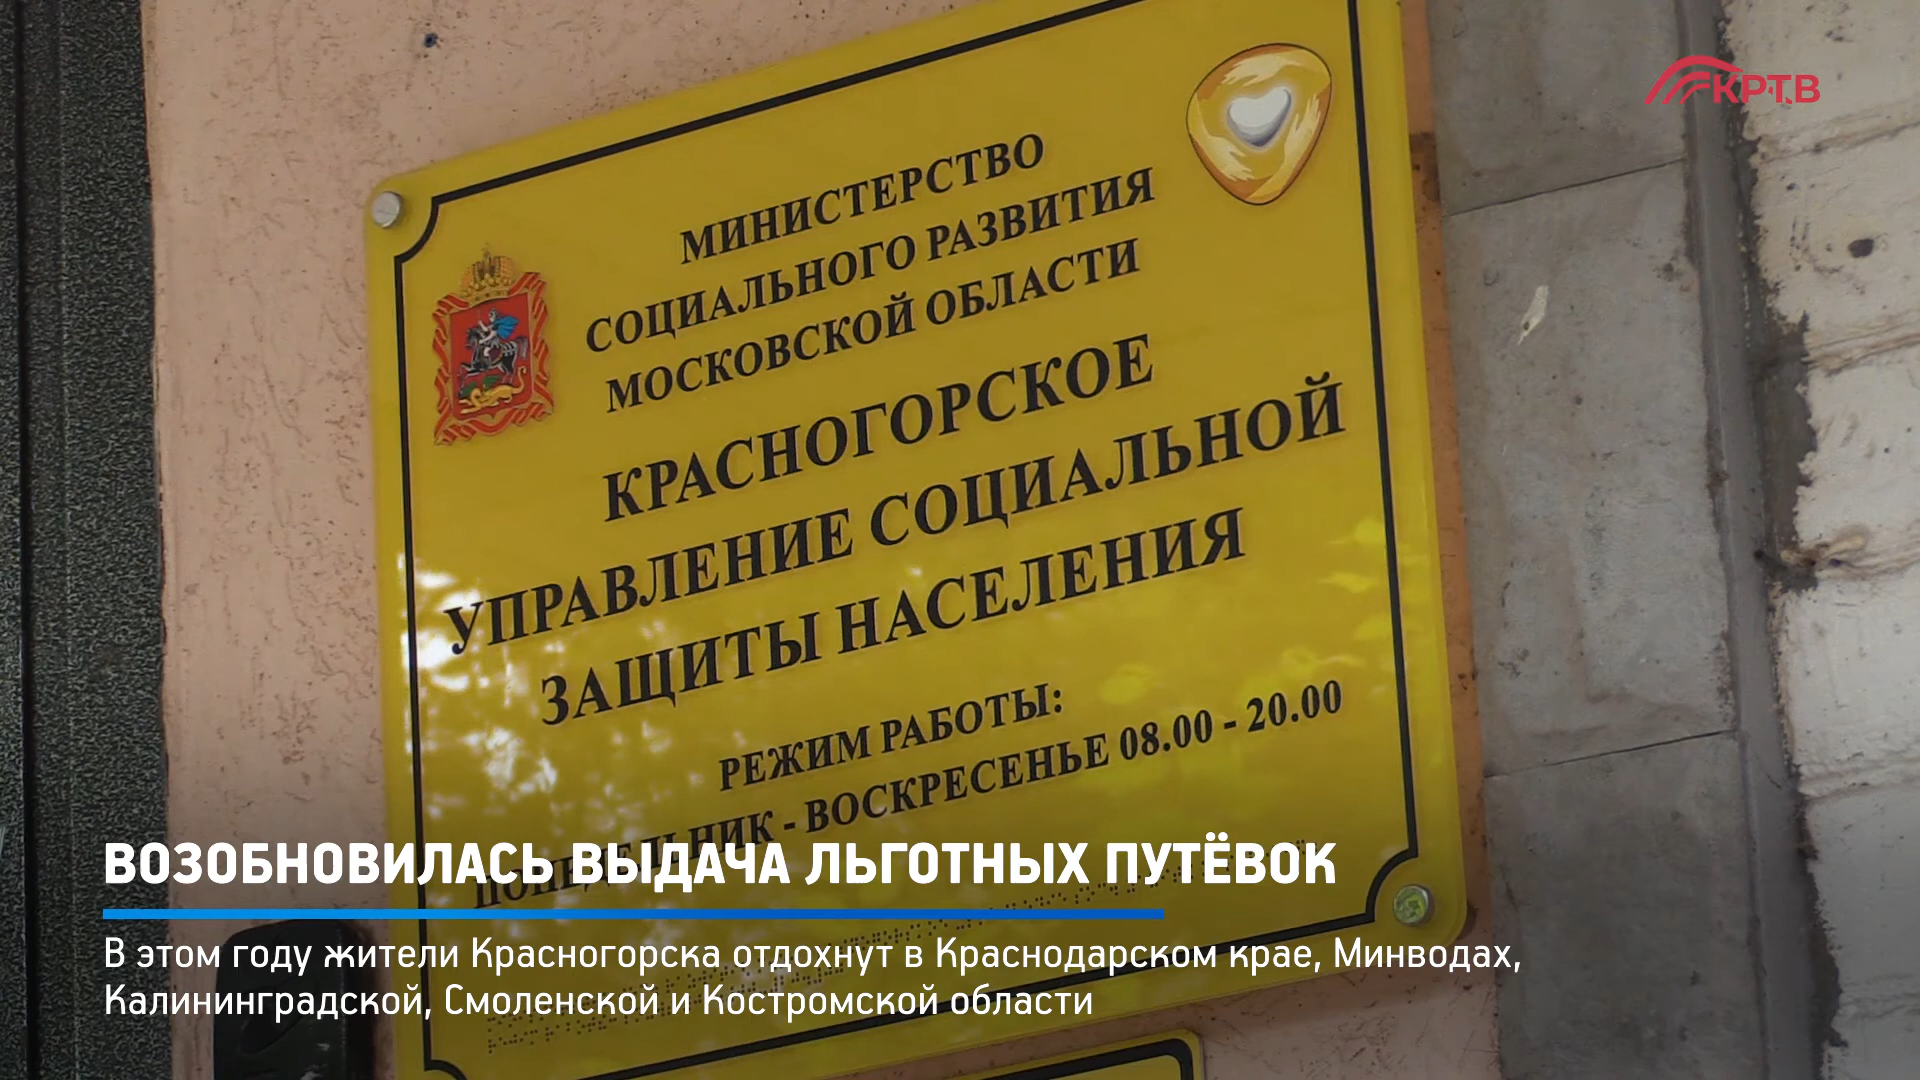 КРТВ
МИНИСТЕРСТВО
СОЦИАЛЬНОГО РАЗВИТИЯ
МОСКОВСКОЙ ОБЛАСТИ
КРАСНОГОРСКОЕ
УПРАВЛЕНИЕ СОЦИАЛЬНОЙ
ЗАЩИТЫ НАСЕЛЕНИЯ
РЕЖИМ РАБОТЫ:
ПОНЕДЕЛЬНИК - ВОСКРЕСЕНЬЕ 08.00 - 20.00
ВОЗОБНОВИЛАСЬ ВЫДАЧА ЛЬГОТНЫХ ПУТЁВОК
В этом году жители Красногорска отдохнут в Краснодарском крае, Минводах,
Калининградской, Смоленской и Костромской области